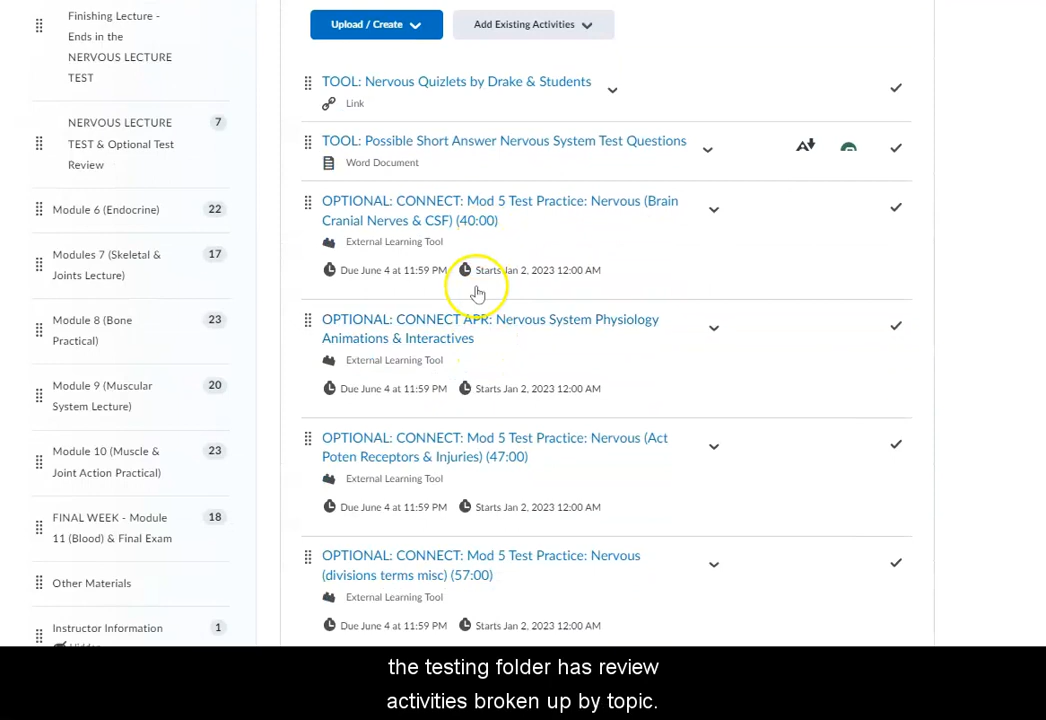 Finishing Lecture -
Ends in the
NERVOUS LECTURE
TEST
NERVOUS LECTURE 7
TEST & Optional Test
Review
Module 6 (Endocrine) 22
Modules 7 (Skeletal & 17
Joints Lecture)
Module 8 (Bone 23
Practical)
Module 9 (Muscular 20
System Lecture)
Module 10 (Muscle & 23
Joint Action Practical)
FINAL WEEK - Module 18
11 (Blood) & Final Exam
Other Materials
Instructor Information 1
Upload / Create
Add Existing Activities
TOOL: Nervous Quizlets by Drake & Students
Link
TOOL: Possible Short Answer Nervous System Test Questions
Word Document
OPTIONAL: CONNECT: Mod 5 Test Practice: Nervous (Brain
Cranial Nerves & CSF) (40:00)
External Learning Tool
Due June 4 at 11:59 PM Starts Jan 2, 2023 12:00 AM
OPTIONAL: CONNECT APR: Nervous System Physiology
Animations & Interactives
External Learning Tool
Due June 4 at 11:59 PM Starts Jan 2, 2023 12:00 AM
OPTIONAL: CONNECT: Mod 5 Test Practice: Nervous (Act
Poten Receptors & Injuries) (47:00)
External Learning Tool
Due June 4 at 11:59 PM Starts Jan 2, 2023 12:00 AM
OPTIONAL: CONNECT: Mod 5 Test Practice: Nervous
(divisions terms misc) (57:00)
External Learning Tool
Due June 4 at 11:59 PM Starts Jan 2, 2023 12:00 AM
the testing folder has review
activities broken up by topic.